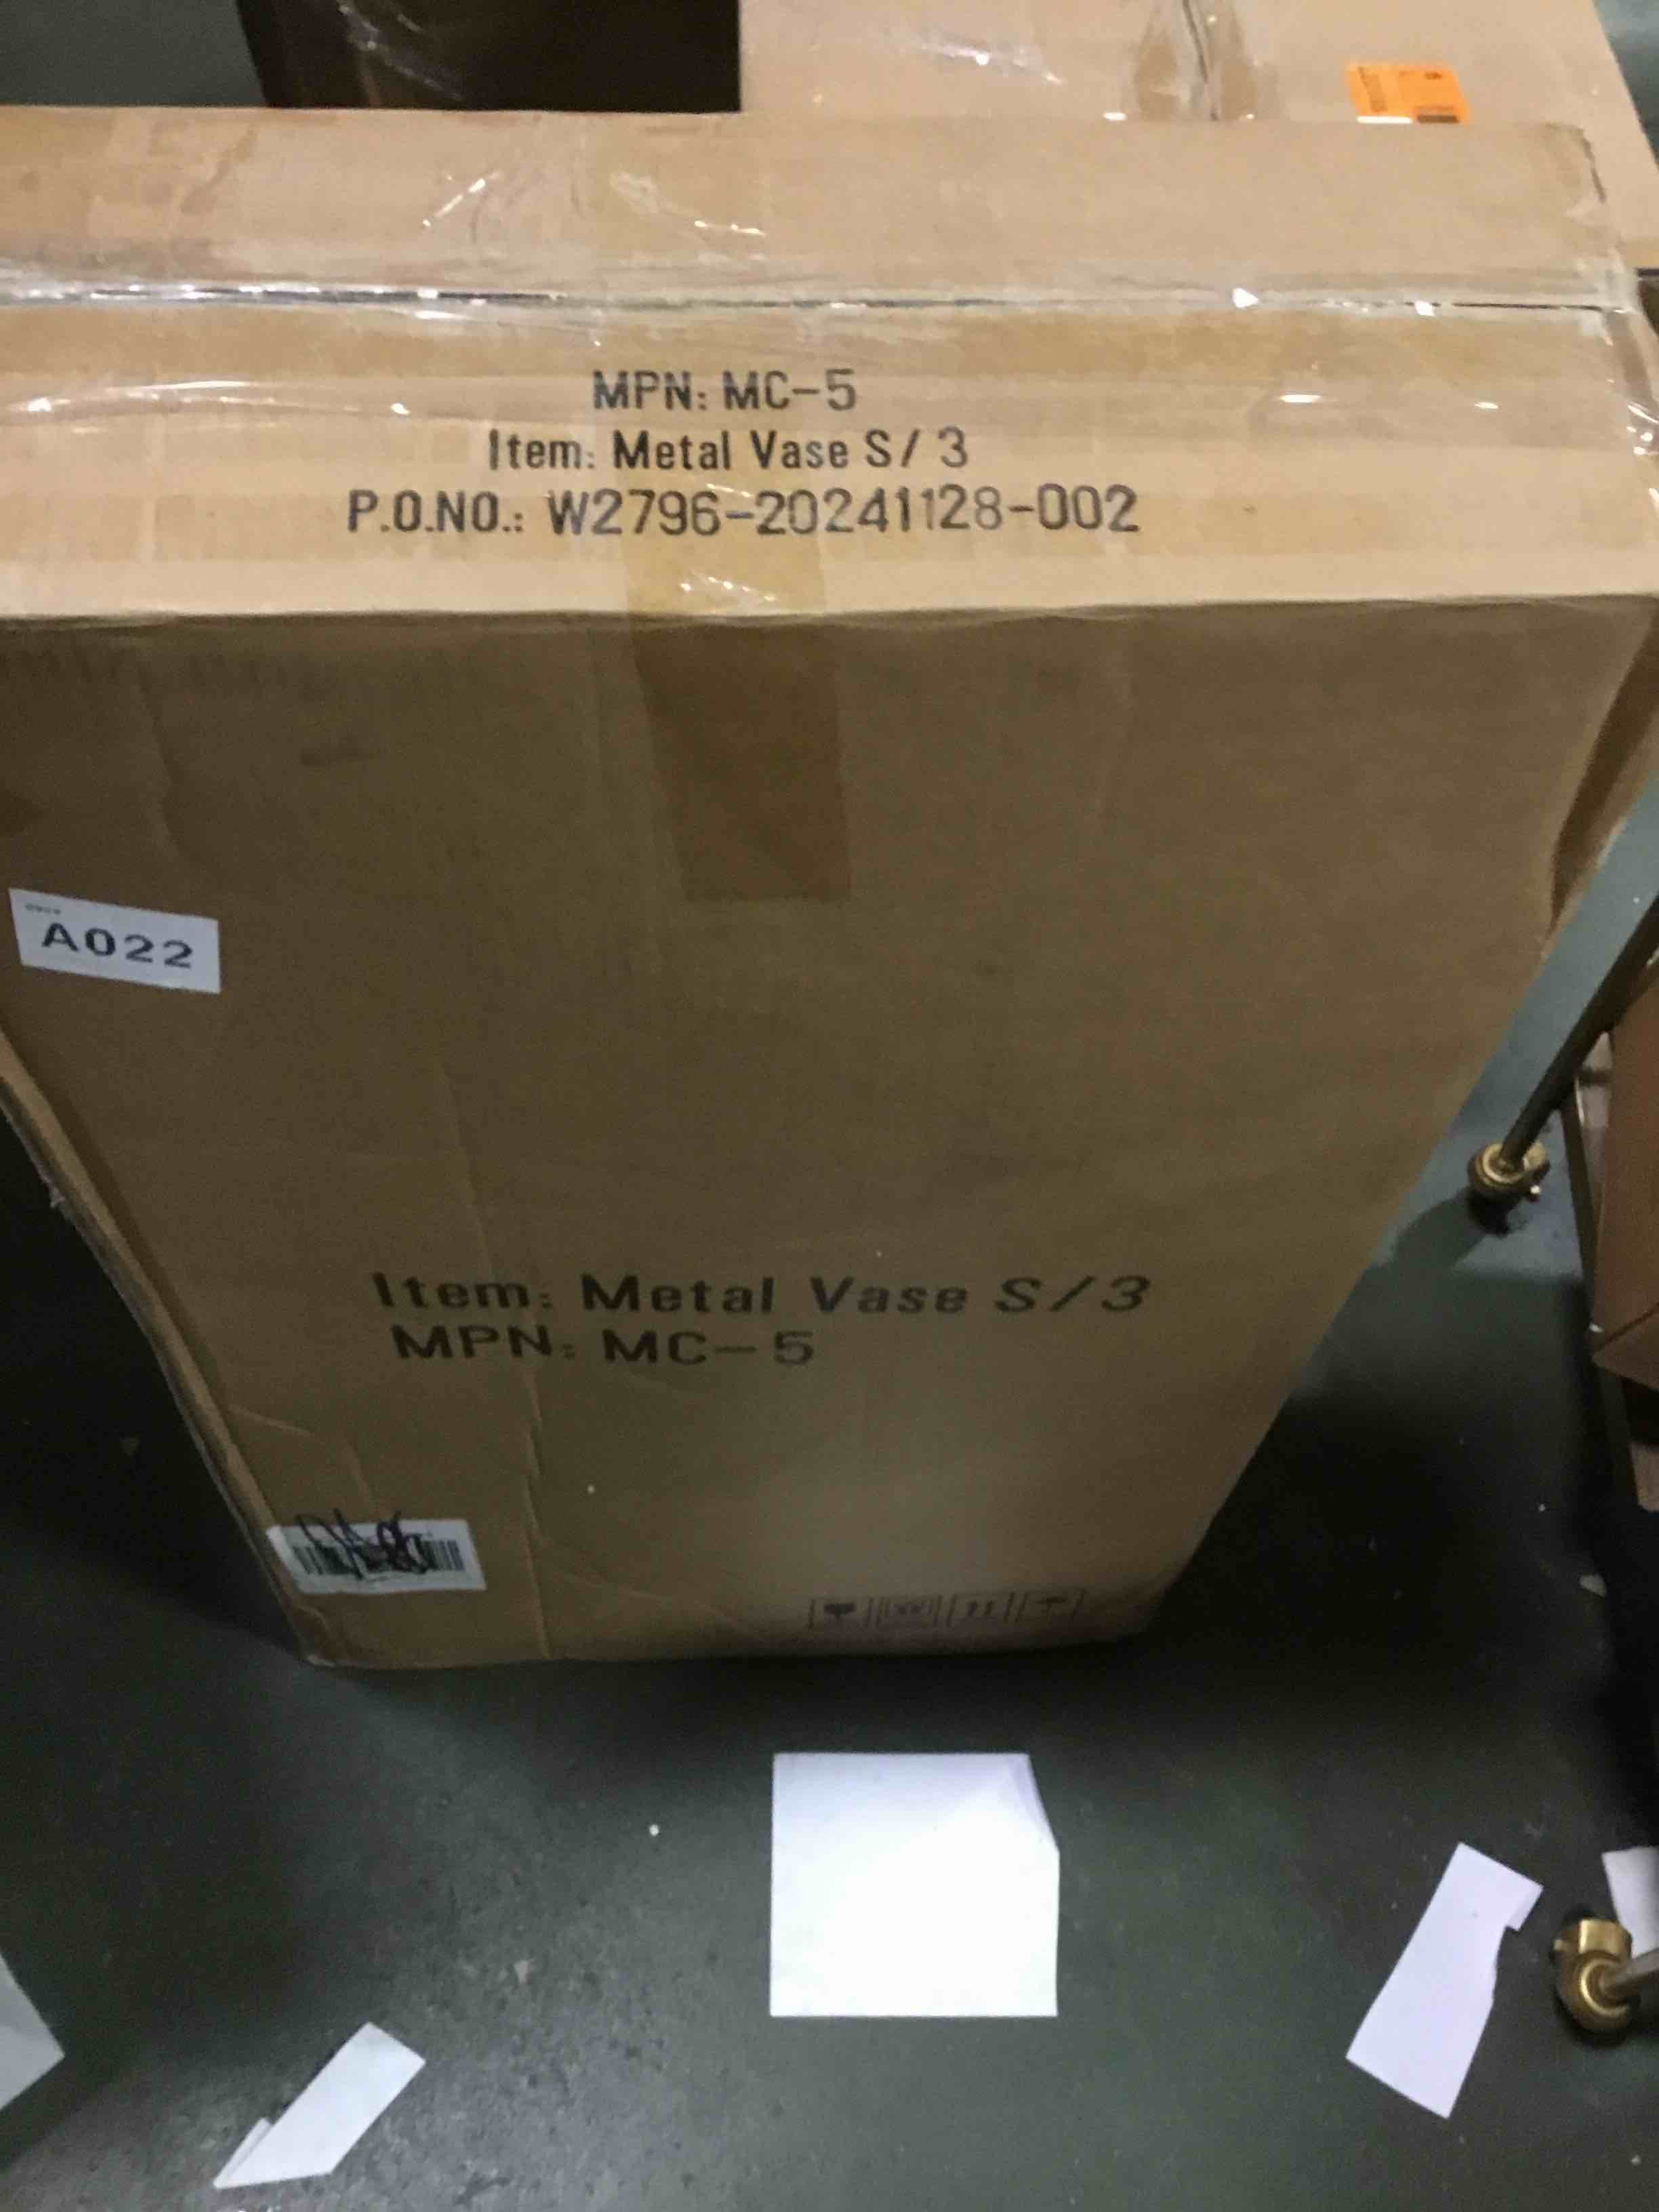 MPN: MC-5
Item: Metal Vase S/3
P.O.NO.: W2796-20241128-002
A022
Item: Metal Vase S/3
MPN: MC-5